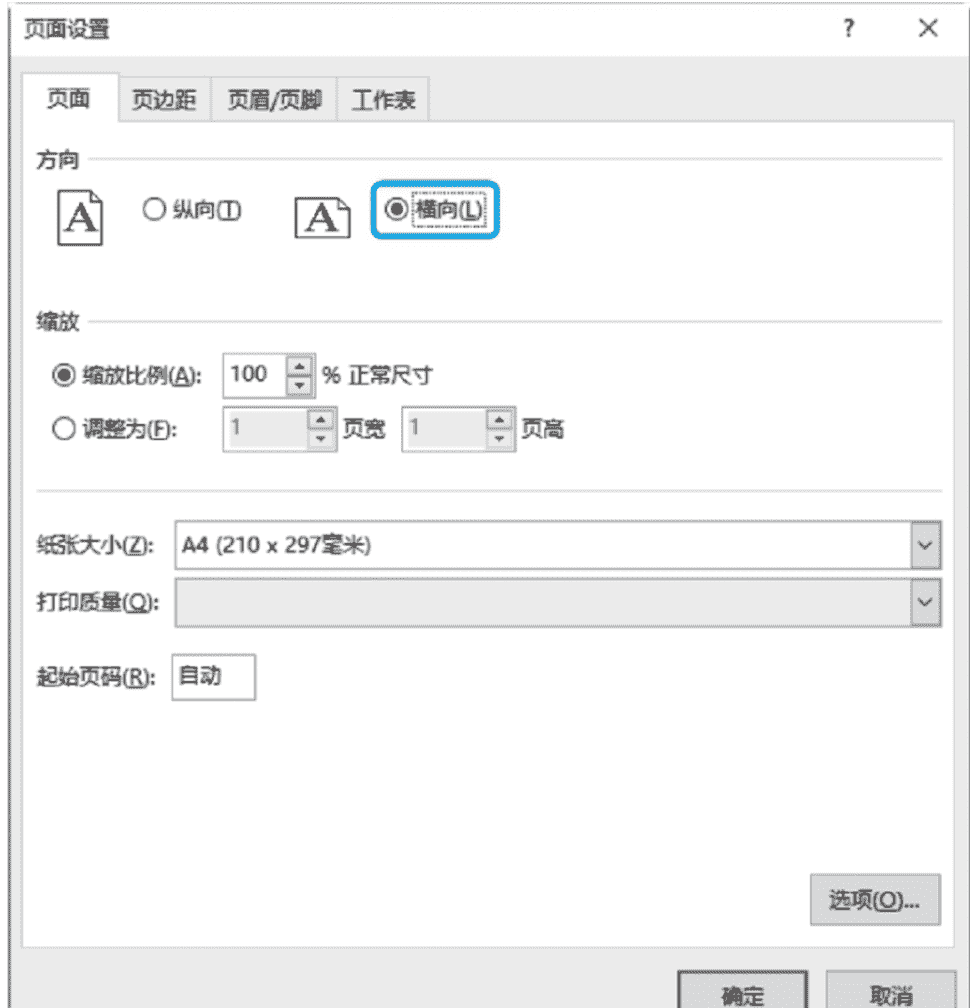 页面设置 ?
页面 页边距 页眉/页脚 工作表
方向
A 纵向(T) A 横向(L)
缩放
缩放比例(A): 100 % 正常尺寸
调整为(F): 1 页宽 1 页高
纸张大小(Z): A4 (210 x 297毫米)
打印质量(Q):
起始页码(R): 自动
选项(O)...
确定 取消